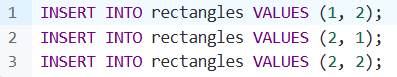 1 INSERT INTO rectangles VALUES (1, 2);
2 INSERT INTO rectangles VALUES (2, 1);
3 INSERT INTO rectangles VALUES (2, 2);